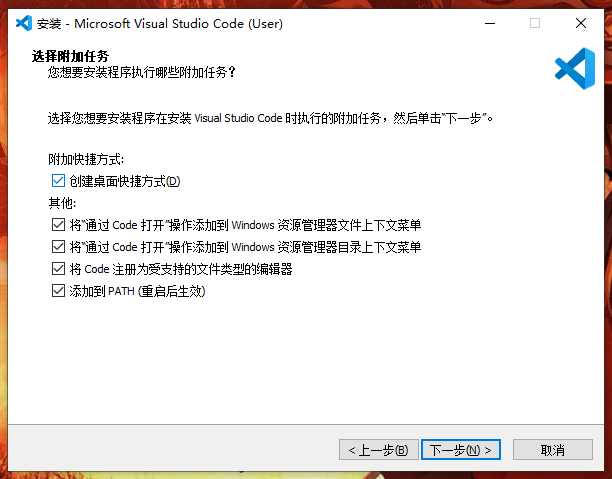 安装 - Microsoft Visual Studio Code (User)
选择附加任务
您想要安装程序执行哪些附加任务？
选择您想要安装程序在安装 Visual Studio Code 时执行的附加任务，然后单击“下一步”。
附加快捷方式:
创建桌面快捷方式(D)
其他:
将“通过 Code 打开”操作添加到 Windows 资源管理器文件上下文菜单
将“通过 Code 打开”操作添加到 Windows 资源管理器目录上下文菜单
将 Code 注册为受支持的文件类型的编辑器
添加到 PATH (重启后生效)
< 上一步(B) 下一步(N) > 取消